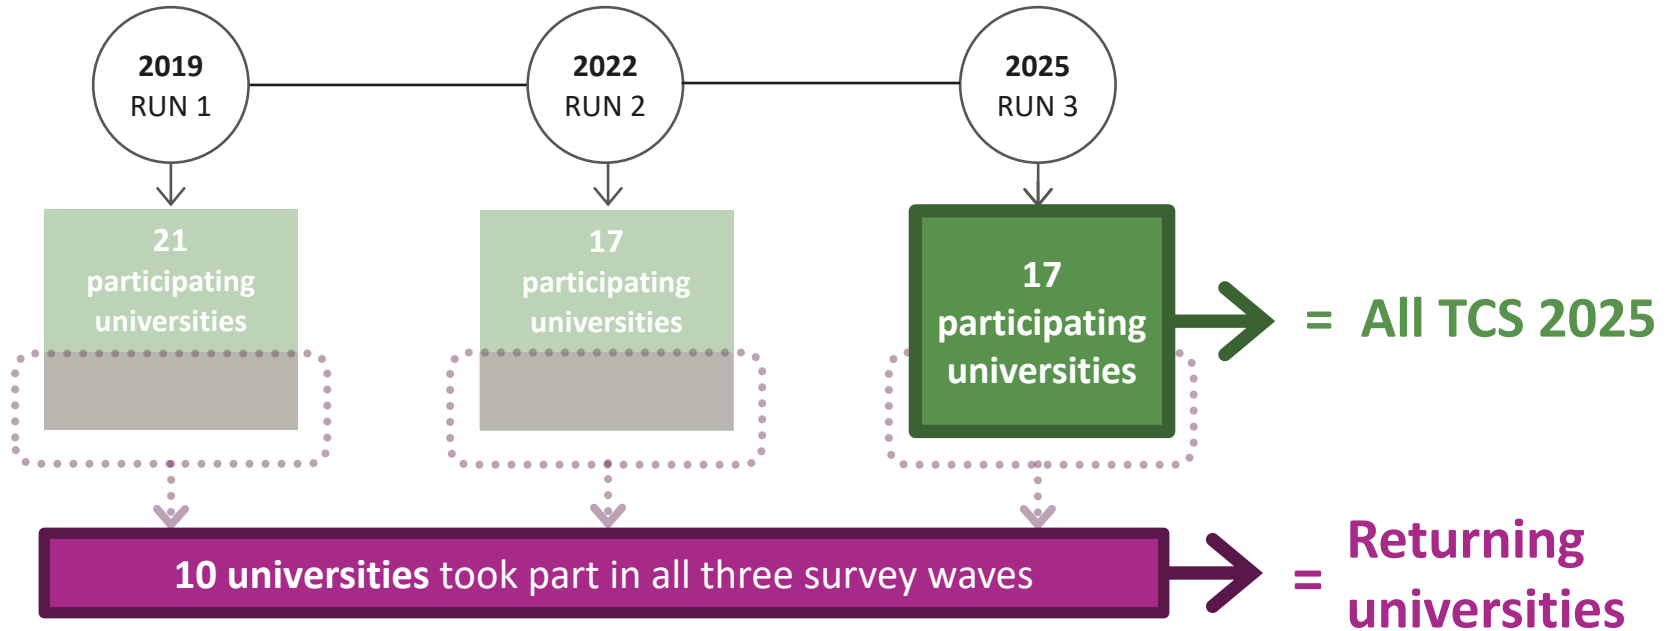 2019
RUN 1
2022
RUN 2
2025
RUN 3
21
participating
universities
17
participating
universities
17
participating
universities
= All TCS 2025
10 universities took part in all three survey waves
= Returning
universities